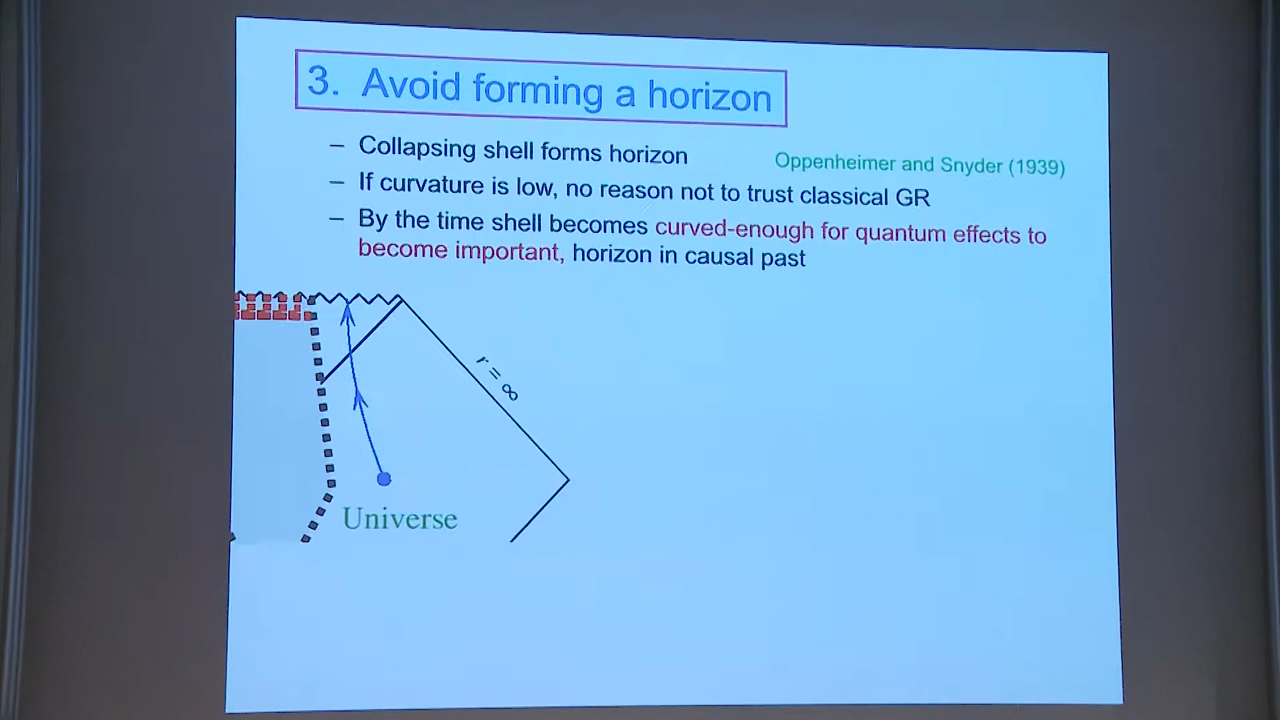 3. Avoid forming a horizon
– Collapsing shell forms horizon
Oppenheimer and Snyder (1939)
– If curvature is low, no reason not to trust classical GR
– By the time shell becomes curved-enough for quantum effects to
become important, horizon in causal past
r = ∞
Universe